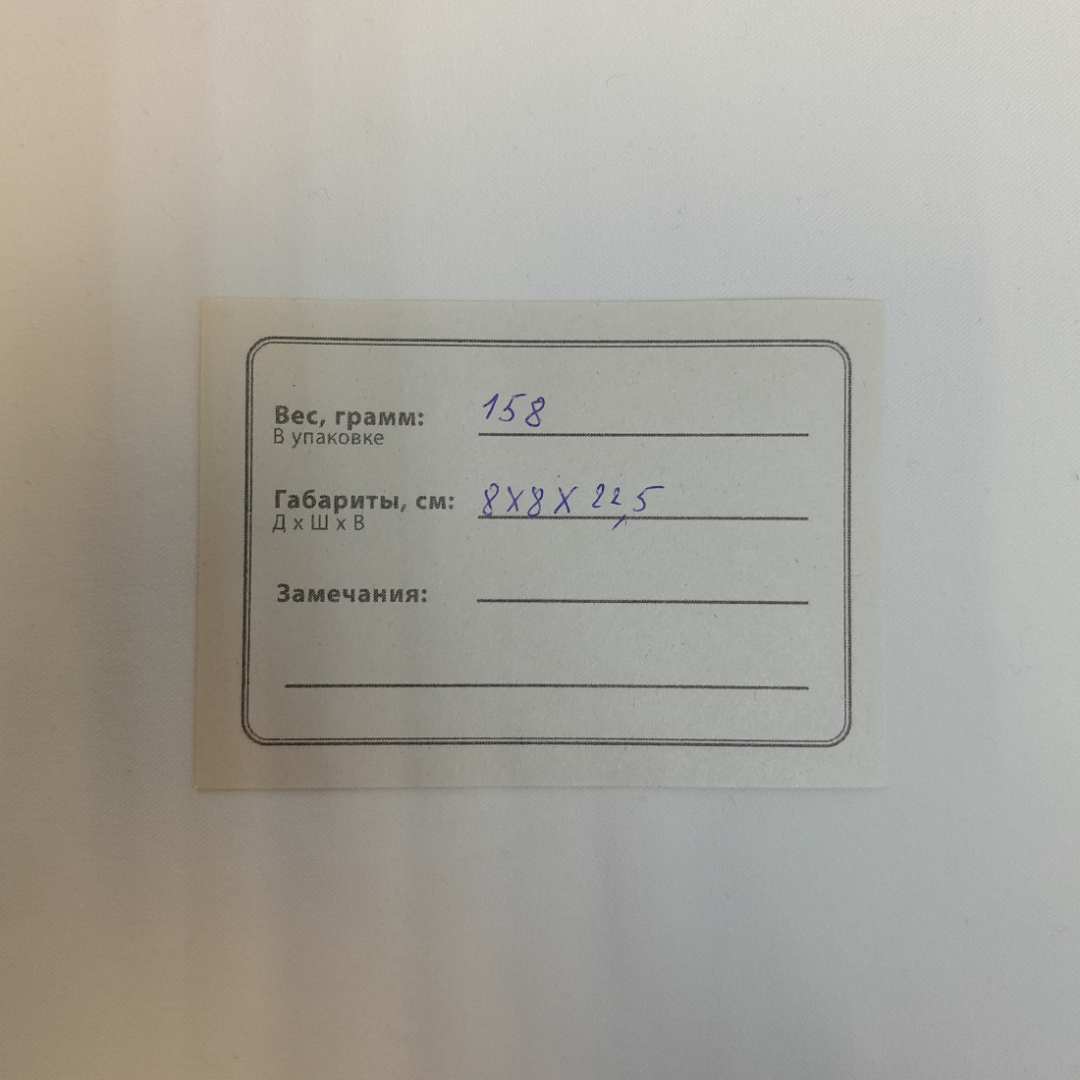 Вес, грамм: 158
В упаковке
Габариты, см: 8х8х22,5
Д х Ш х В
Замечания: